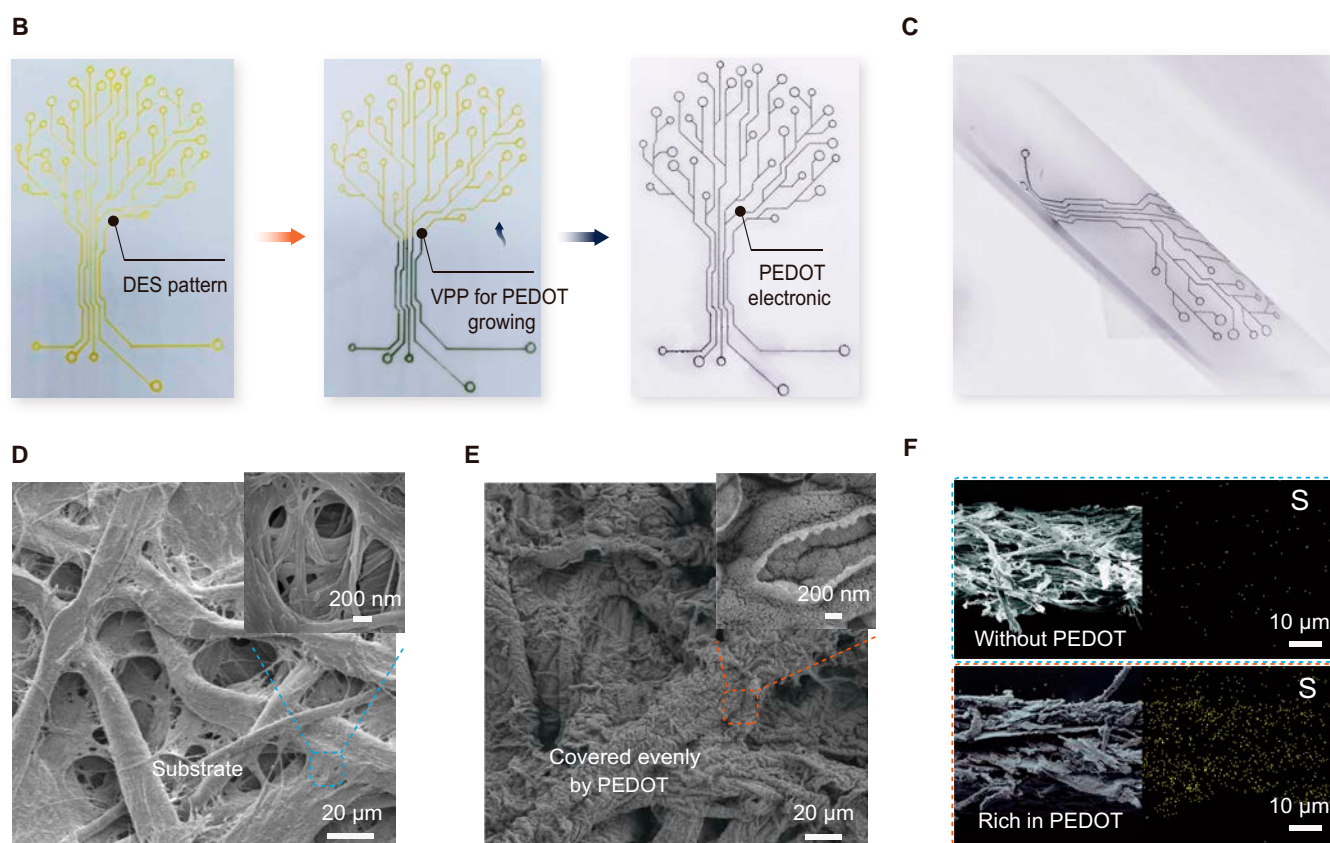 B
C
DES pattern
VPP for PEDOT
growing
PEDOT
electronic
D
E
F
200 nm
Substrate
20 µm
200 nm
Covered evenly
by PEDOT
20 µm
S
Without PEDOT
10 µm
S
Rich in PEDOT
10 µm